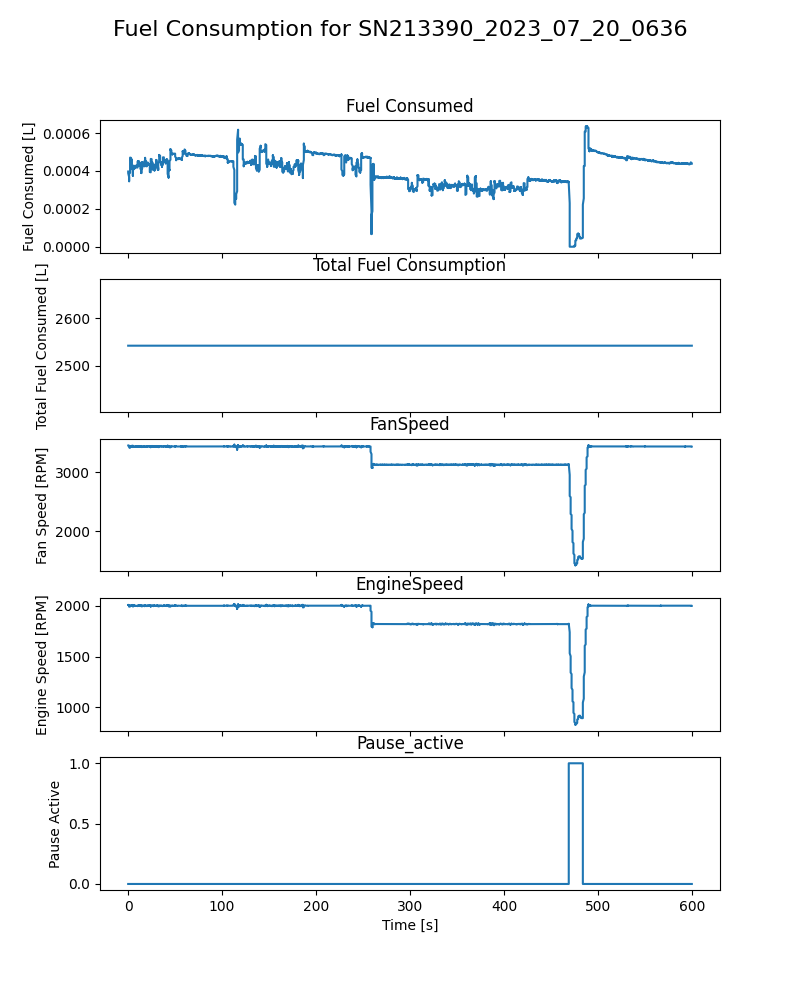 Fuel Consumption for SN213390_2023_07_20_0636
Fuel Consumed
Fuel Consumed [L]
0.0006
0.0004
0.0002
0.0000
Total Fuel Consumption
Total Fuel Consumed [L]
2600
2500
FanSpeed
Fan Speed [RPM]
3000
2000
EngineSpeed
Engine Speed [RPM]
2000
1500
1000
Pause_active
Pause Active
1.0
0.5
0.0
0 100 200 300 400 500 600
Time [s]